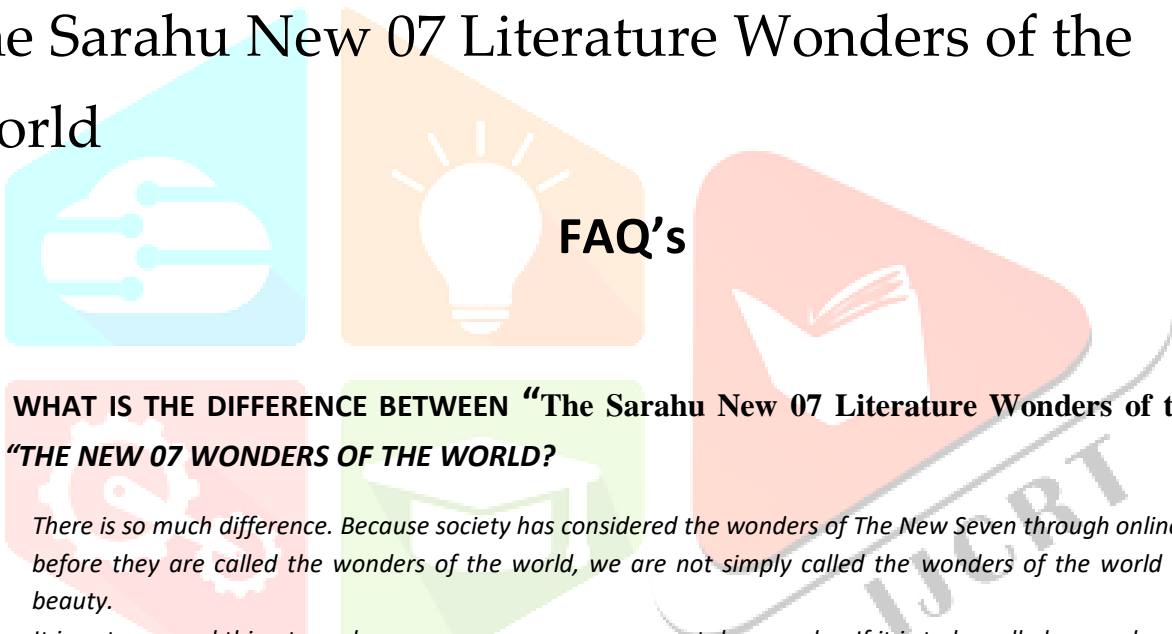 he Sarahu New 07 Literature Wonders of the
orld
FAQ's
WHAT IS THE DIFFERENCE BETWEEN “The Sarahu New 07 Literature Wonders of t
“THE NEW 07 WONDERS OF THE WORLD?
There is so much difference. Because society has considered the wonders of The New Seven through online
before they are called the wonders of the world, we are not simply called the wonders of the world
beauty.
IJCRT